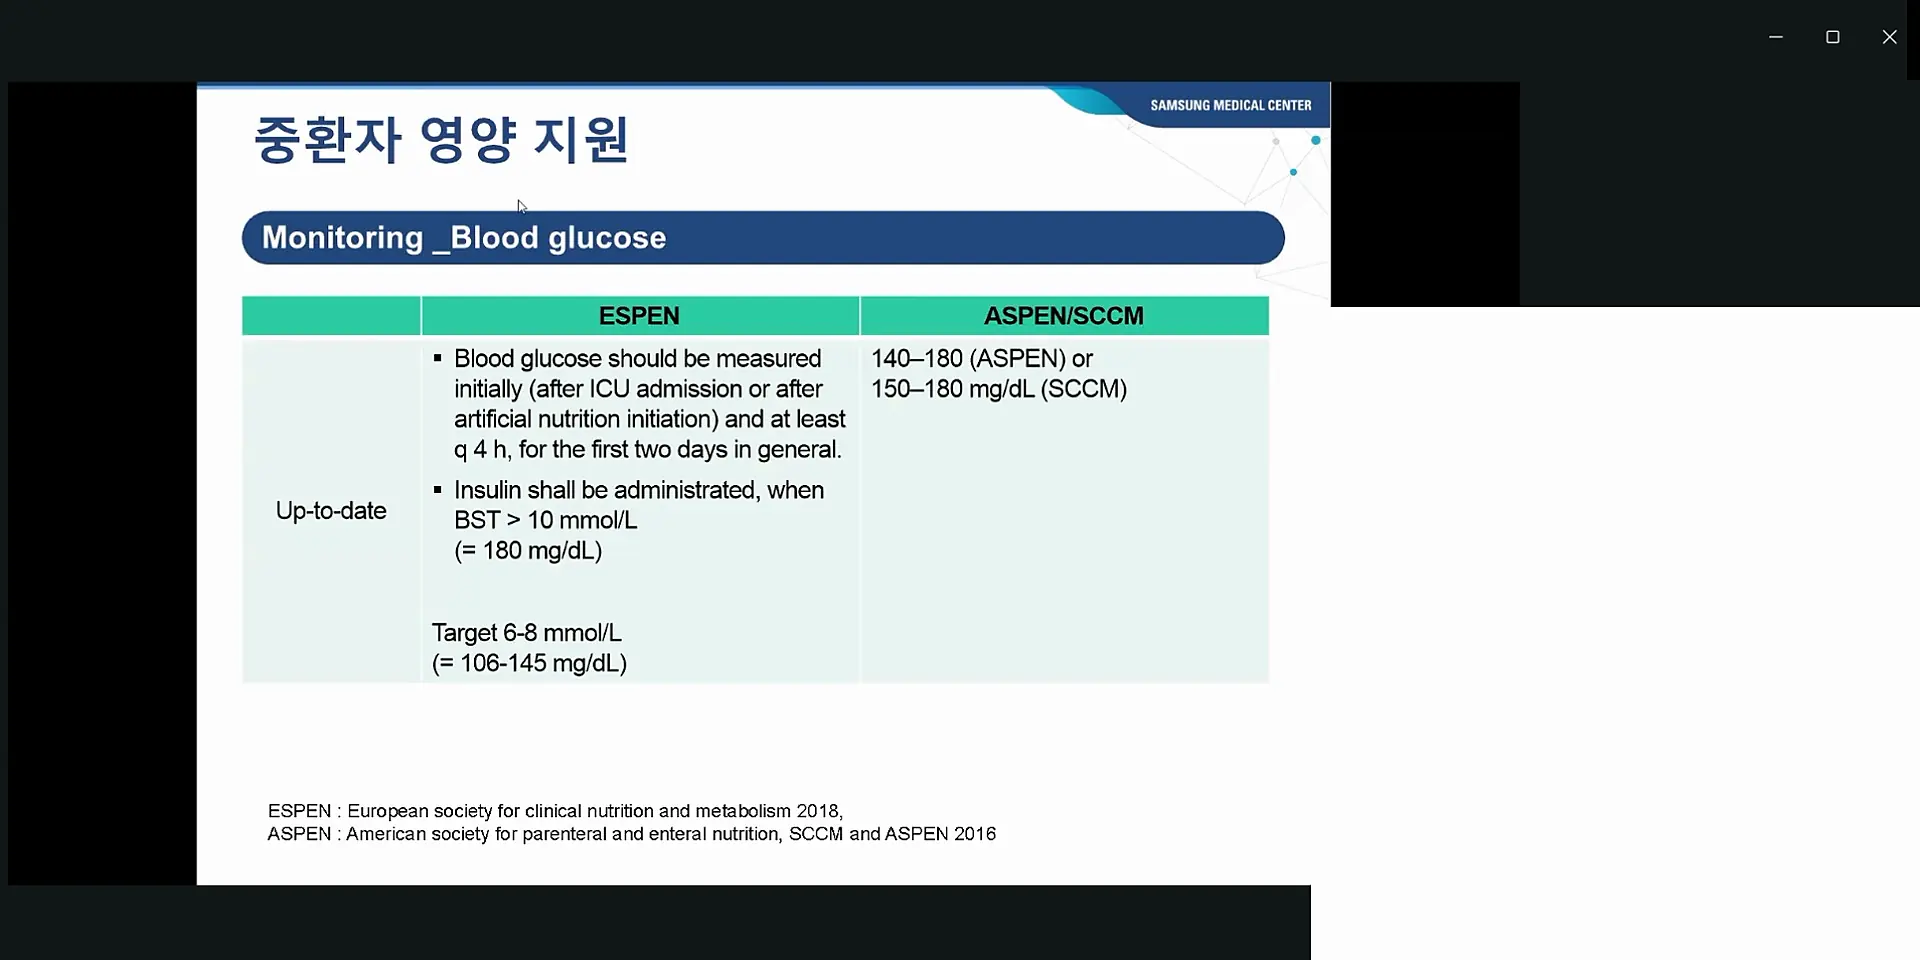 SAMSUNG MEDICAL CENTER
중환자 영양 지원
Monitoring _Blood glucose
ESPEN
ASPEN/SCCM
Up-to-date
▪ Blood glucose should be measured
initially (after ICU admission or after
artificial nutrition initiation) and at least
q 4 h, for the first two days in general.
▪ Insulin shall be administrated, when
BST > 10 mmol/L
(= 180 mg/dL)
Target 6-8 mmol/L
(= 106-145 mg/dL)
140–180 (ASPEN) or
150–180 mg/dL (SCCM)
ESPEN : European society for clinical nutrition and metabolism 2018,
ASPEN : American society for parenteral and enteral nutrition, SCCM and ASPEN 2016